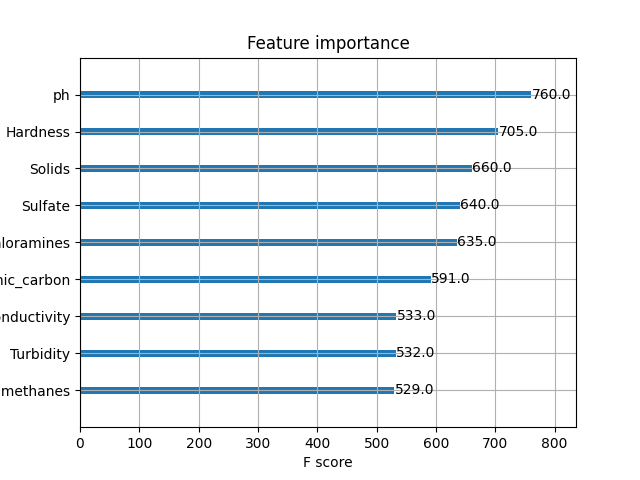 Feature importance
ph 760.0
Hardness 705.0
Solids 660.0
Sulfate 640.0
loramines 635.0
nic_carbon 591.0
nductivity 533.0
Turbidity 532.0
methanes 529.0
0 100 200 300 400 500 600 700 800
F score